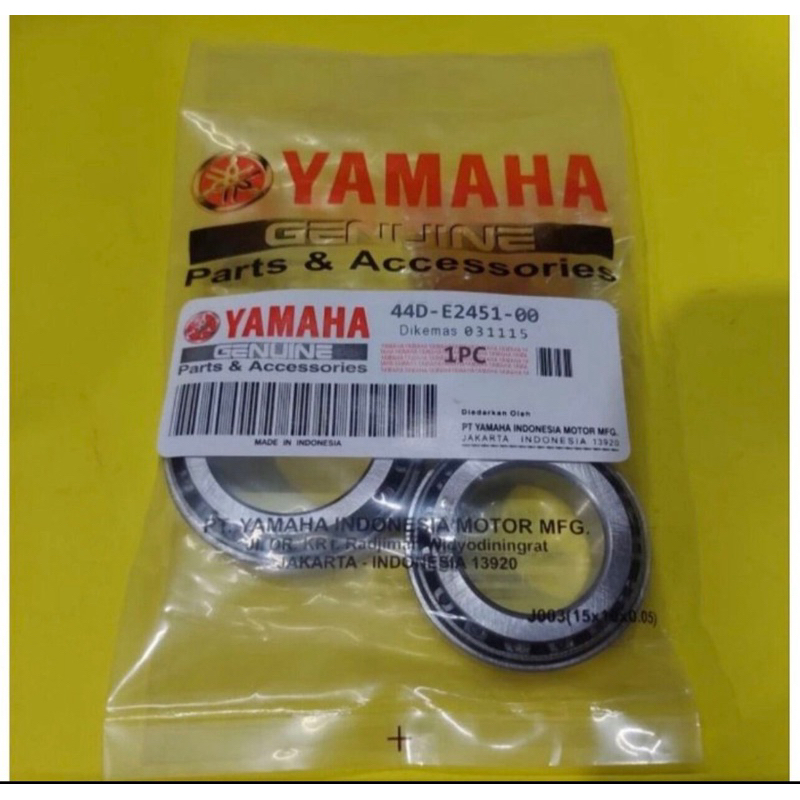 YAMAHA
GENUINE
Parts & Accessories
YAMAHA
GENUINE
Parts & Accessories
44D-E2451-00
Dikemas 031115
1PC
MADE IN INDONESIA
Diedarkan Oleh
PT YAMAHA INDONESIA MOTOR MFG.
JAKARTA INDONESIA 13920
PT. YAMAHA INDONESIA MOTOR MFG.
JAKARTA - INDONESIA 13920